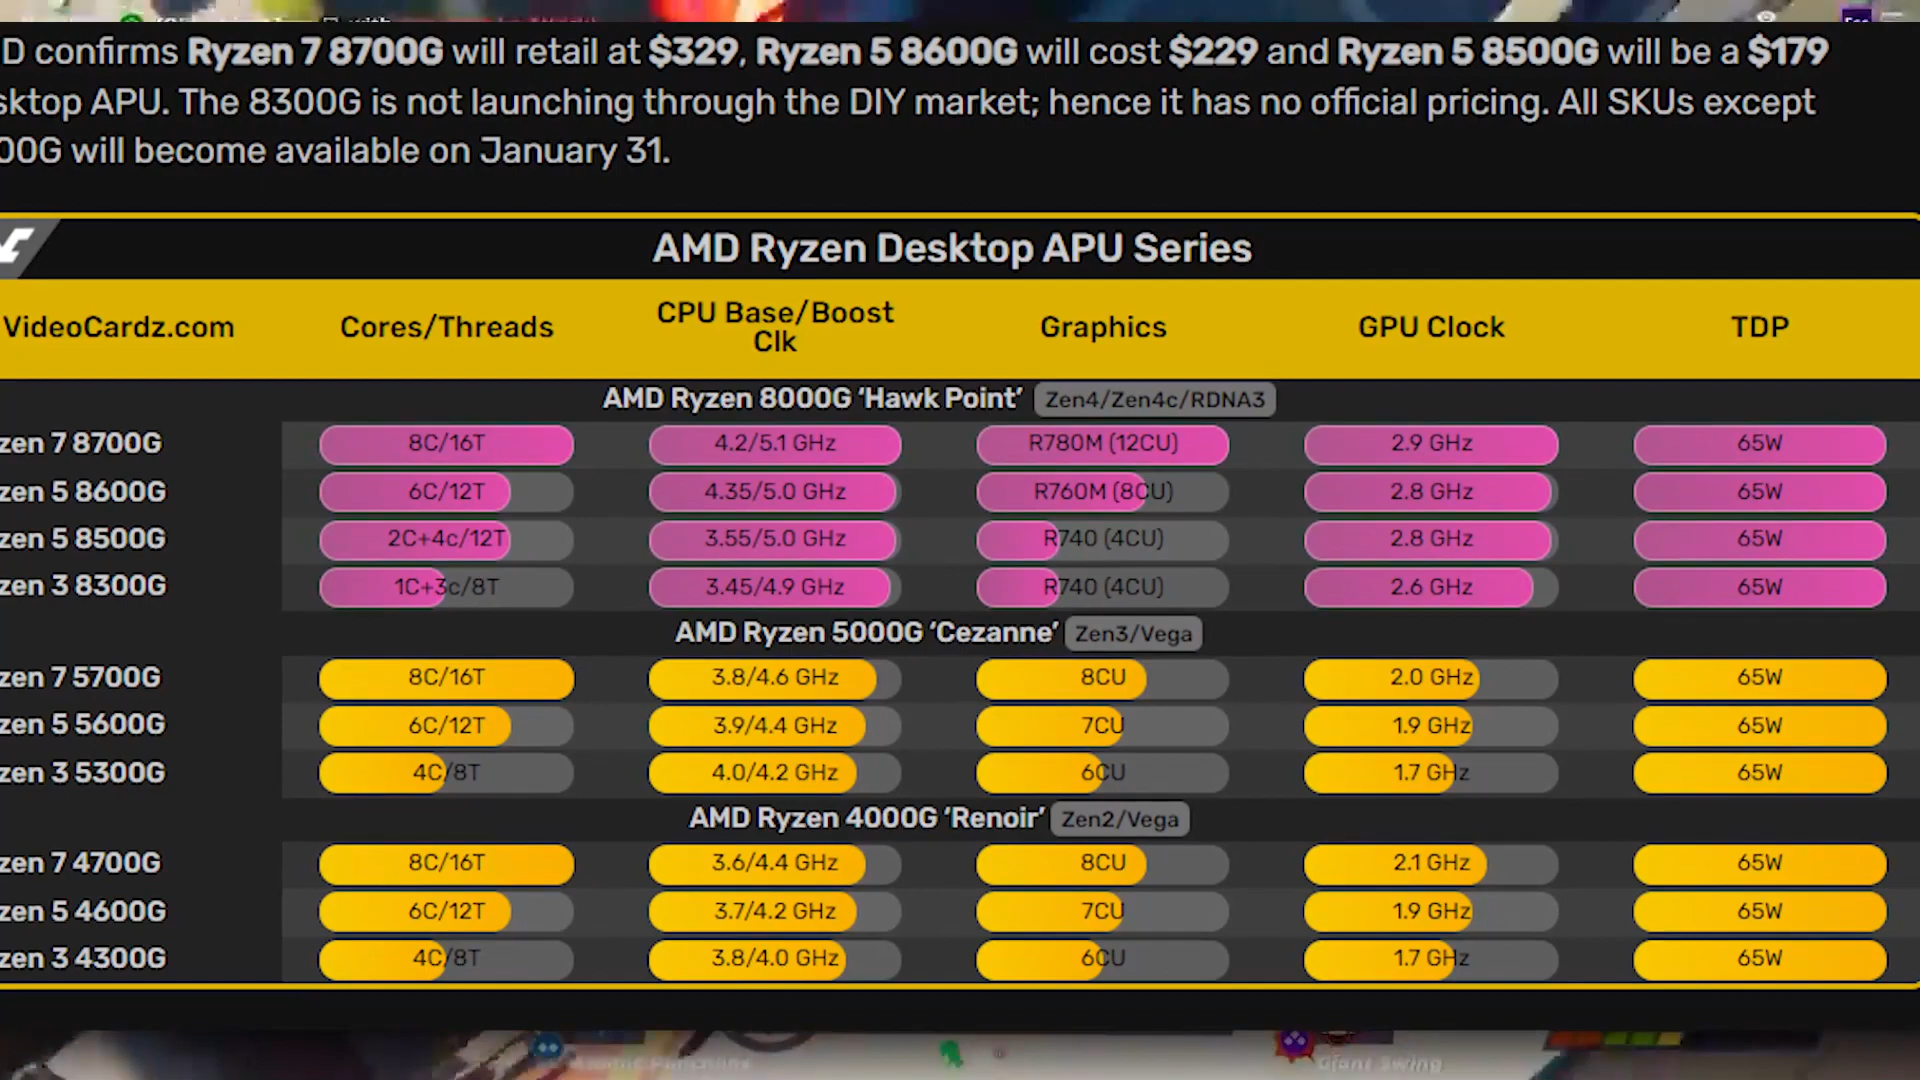 D confirms Ryzen 7 8700G will retail at $329, Ryzen 5 8600G will cost $229 and Ryzen 5 8500G will be a $179
sktop APU. The 8300G is not launching through the DIY market; hence it has no official pricing. All SKUs except
00G will become available on January 31.
AMD Ryzen Desktop APU Series
VideoCardz.com Cores/Threads CPU Base/Boost Clk Graphics GPU Clock TDP
AMD Ryzen 8000G ‘Hawk Point’ Zen4/Zen4c/RDNA3
zen 7 8700G 8C/16T 4.2/5.1 GHz R780M (12CU) 2.9 GHz 65W
zen 5 8600G 6C/12T 4.35/5.0 GHz R760M (8CU) 2.8 GHz 65W
zen 5 8500G 2C+4c/12T 3.55/5.0 GHz R740 (4CU) 2.8 GHz 65W
zen 3 8300G 1C+3c/8T 3.45/4.9 GHz R740 (4CU) 2.6 GHz 65W
AMD Ryzen 5000G ‘Cezanne’ Zen3/Vega
zen 7 5700G 8C/16T 3.8/4.6 GHz 8CU 2.0 GHz 65W
zen 5 5600G 6C/12T 3.9/4.4 GHz 7CU 1.9 GHz 65W
zen 3 5300G 4C/8T 4.0/4.2 GHz 6CU 1.7 GHz 65W
AMD Ryzen 4000G ‘Renoir’ Zen2/Vega
zen 7 4700G 8C/16T 3.6/4.4 GHz 8CU 2.1 GHz 65W
zen 5 4600G 6C/12T 3.7/4.2 GHz 7CU 1.9 GHz 65W
zen 3 4300G 4C/8T 3.8/4.0 GHz 6CU 1.7 GHz 65W
Giant Swing